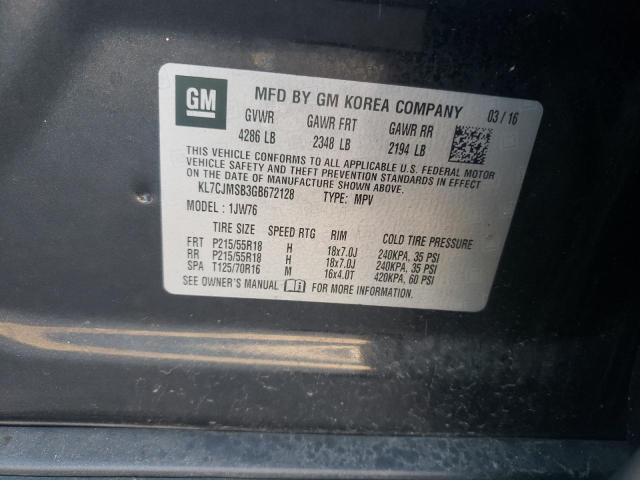 GM
MFD BY GM KOREA COMPANY 03/16
GVWR GAWR FRT GAWR RR
4286 LB 2348 LB 2194 LB
THIS VEHICLE CONFORMS TO ALL APPLICABLE U.S. FEDERAL MOTOR
VEHICLE SAFETY AND THEFT PREVENTION STANDARDS IN EFFECT
ON THE DATE OF MANUFACTURE SHOWN ABOVE.
KL7CJMSB3GB672128 TYPE: MPV
MODEL : 1JW76
TIRE SIZE SPEED RTG RIM COLD TIRE PRESSURE
FRT P215/55R18 H 18x7.0J 240KPA, 35 PSI
RR P215/55R18 H 18x7.0J 240KPA, 35 PSI
SPA T125/70R16 M 16x4.0T 420KPA, 60 PSI
SEE OWNER'S MANUAL FOR MORE INFORMATION.